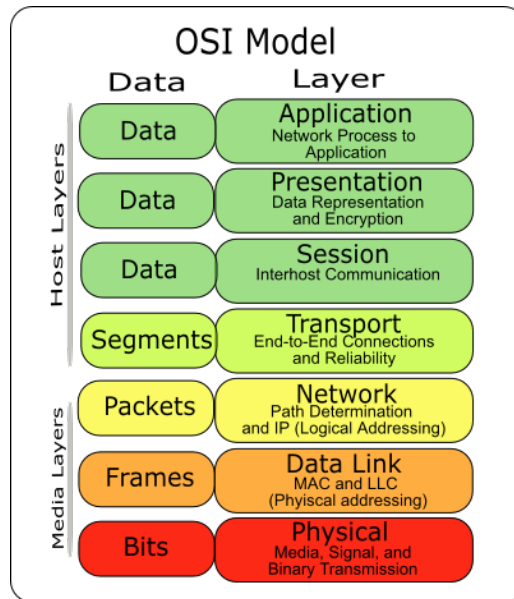 OSI Model
Data Layer
Host Layers
Data
Application
Network Process to
Application
Data
Presentation
Data Representation
and Encryption
Data
Session
Interhost Communication
Segments
Transport
End-to-End Connections
and Reliability
Media Layers
Packets
Network
Path Determination
and IP (Logical Addressing)
Frames
Data Link
MAC and LLC
(Phyiscal addressing)
Bits
Physical
Media, Signal, and
Binary Transmission